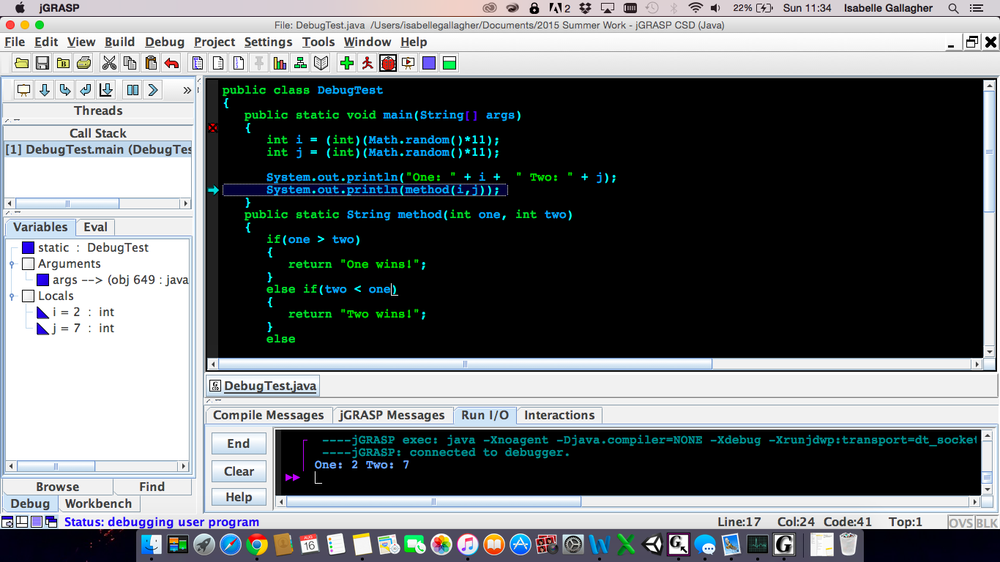 jGRASP
2
22%
Sun 11:34
Isabelle Gallagher
File: DebugTest.java /Users/isabellegallagher/Documents/2015 Summer Work - jGRASP CSD (Java)
File Edit View Build Debug Project Settings Tools Window Help
Threads
Call Stack
[1] DebugTest.main (DebugTes
Variables
Eval
static : DebugTest
Arguments
args --> (obj 649 : java
Locals
i = 2 : int
j = 7 : int
Browse
Find
Debug
Workbench
public class DebugTest
{
public static void main(String[] args)
{
int i = (int)(Math.random()*11);
int j = (int)(Math.random()*11);
System.out.println("One: " + i +  " Two: " + j);
System.out.println(method(i,j));
}
public static String method(int one, int two)
{
if(one > two)
{
return "One wins!";
}
else if(two < one)
{
return "Two wins!";
}
else
DebugTest.java
Compile Messages
jGRASP Messages
Run I/O
Interactions
End
Clear
Help
----jGRASP exec: java -Xnoagent -Djava.compiler=NONE -Xdebug -Xrunjdwp:transport=dt_socket
----jGRASP: connected to debugger.
One: 2 Two: 7
Status: debugging user program
Line:17 Col:24 Code:41 Top:1
OVS BLK
AUG
16